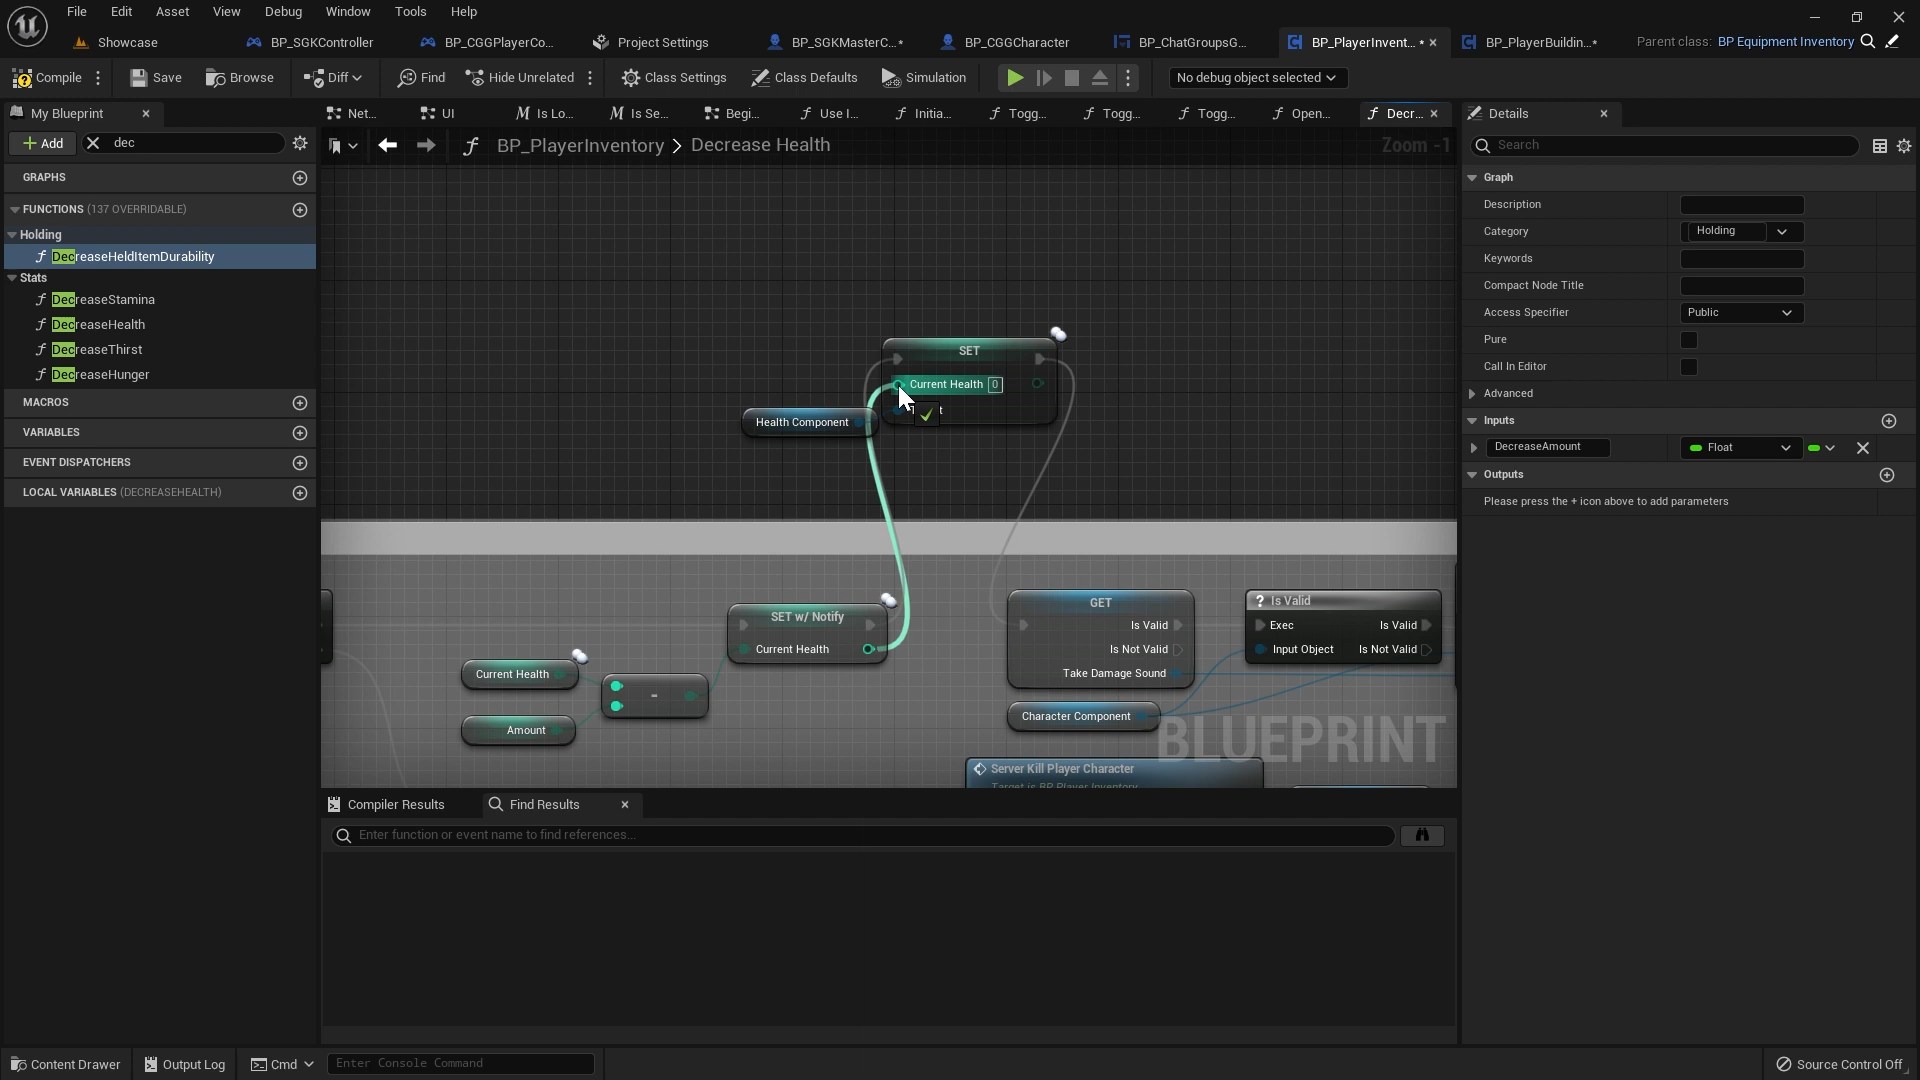 File Edit Asset View Debug Window Tools Help
Showcase BP_SGKController BP_CGGPlayerCo... Project Settings BP_SGKMasterC...* BP_CGGCharacter BP_ChatGroupsG... BP_PlayerInvent...* BP_PlayerBuildin...* Parent class: BP Equipment Inventory
Compile Save Browse Diff Find Hide Unrelated Class Settings Class Defaults Simulation No debug object selected
My Blueprint
Net... UI Is Lo... Is Se... Begi... Use I... Initia... Togg... Togg... Togg... Open... Decr...
Details
Add dec
BP_PlayerInventory > Decrease Health Zoom -1
Search
GRAPHS
FUNCTIONS (137 OVERRIDABLE)
Holding
DecreaseHeldItemDurability
Stats
DecreaseStamina
DecreaseHealth
DecreaseThirst
DecreaseHunger
MACROS
VARIABLES
EVENT DISPATCHERS
LOCAL VARIABLES (DECREASEHEALTH)
SET
Current Health 0
Health Component
SET w/ Notify
Current Health
Current Health
-
Amount
GET
Is Valid
Is Not Valid
Take Damage Sound
Character Component
? Is Valid
Exec Is Valid
Input Object Is Not Valid
BLUEPRINT
Server Kill Player Character
Target is BP Player Inventory
Graph
Description
Category Holding
Keywords
Compact Node Title
Access Specifier Public
Pure
Call In Editor
Advanced
Inputs
DecreaseAmount Float
Outputs
Please press the + icon above to add parameters
Compiler Results Find Results
Enter function or event name to find references...
Content Drawer Output Log Cmd Enter Console Command Source Control Off